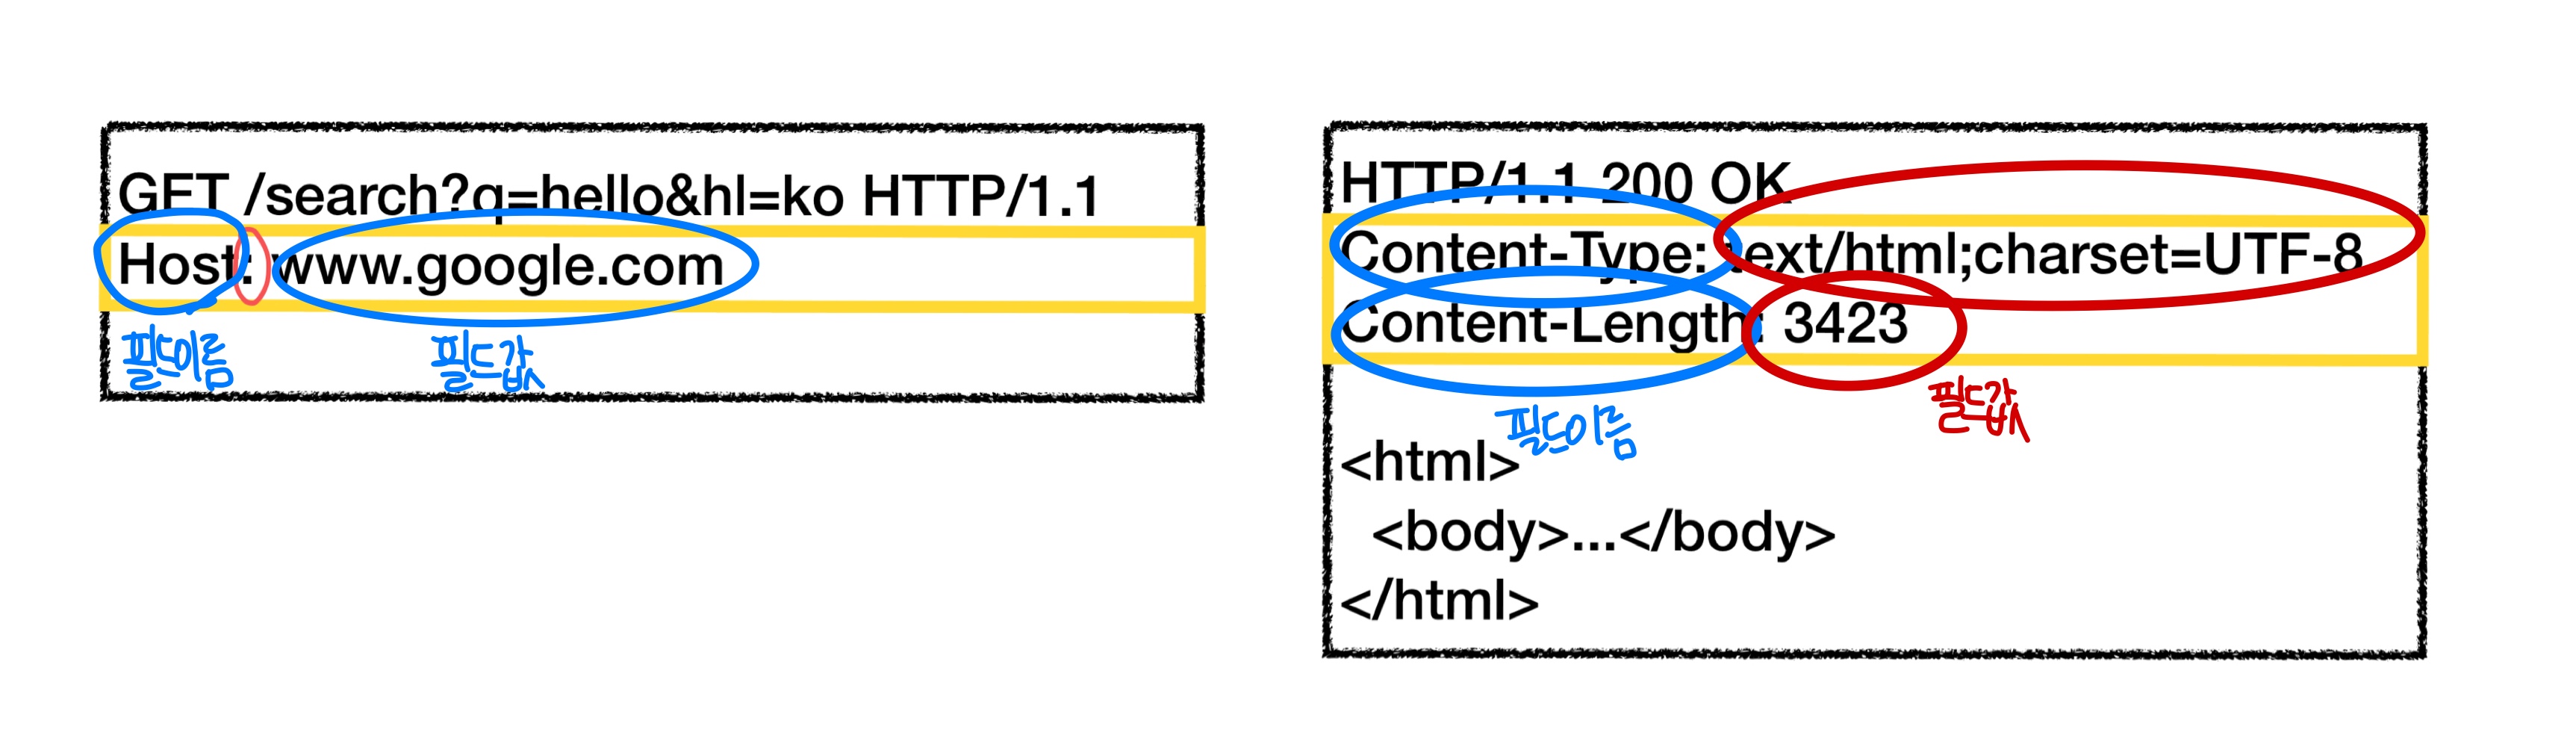 GET /search?q=hello&hl=ko HTTP/1.1
Host: www.google.com
필드이름 필드값
HTTP/1.1 200 OK
Content-Type: text/html;charset=UTF-8
Content-Length: 3423
필드이름 필드값
<html>
<body>...</body>
</html>